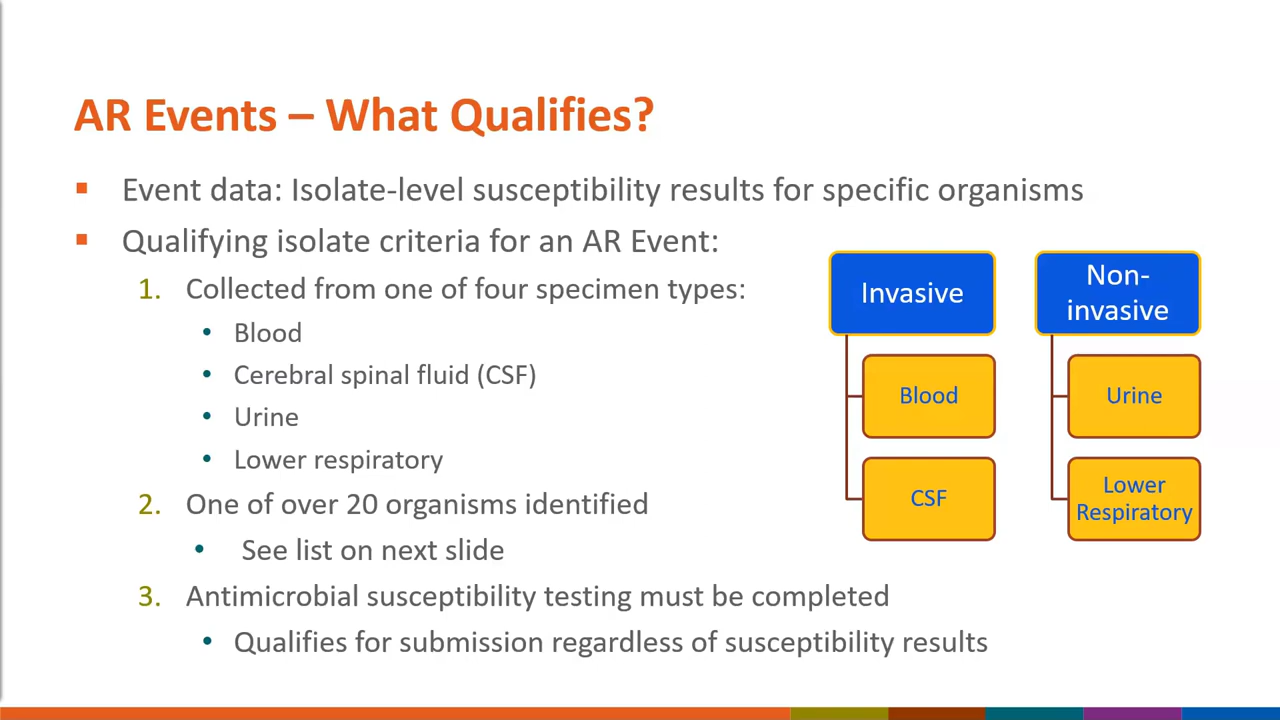 AR Events – What Qualifies?
▪ Event data: Isolate-level susceptibility results for specific organisms
▪ Qualifying isolate criteria for an AR Event:
1. Collected from one of four specimen types:
• Blood
• Cerebral spinal fluid (CSF)
• Urine
• Lower respiratory
2. One of over 20 organisms identified
• See list on next slide
3. Antimicrobial susceptibility testing must be completed
• Qualifies for submission regardless of susceptibility results
Invasive
Blood
CSF
Non-
invasive
Urine
Lower
Respiratory